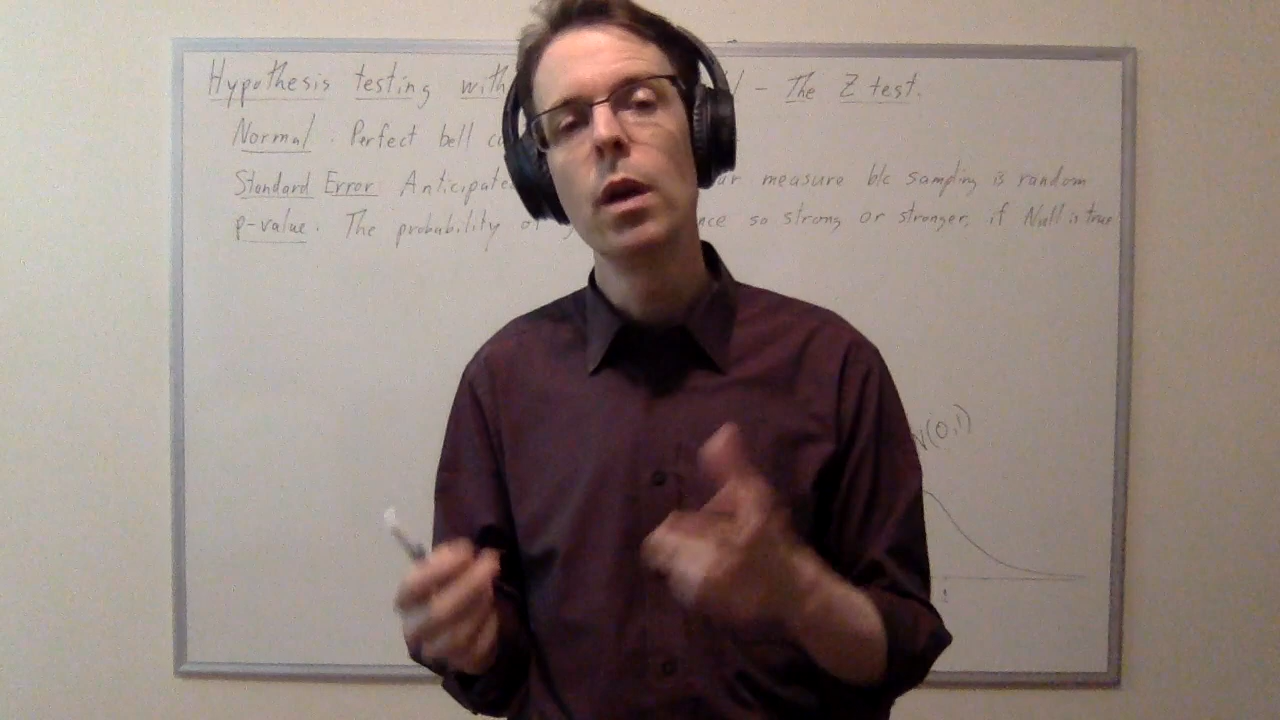 Hypothesis testing with - The Z test.
Normal. Perfect bell
Standard Error Anticipated measure b/c sampling is random
p-value. The probability so strong or stronger, if Null is true
N(0,1)
1